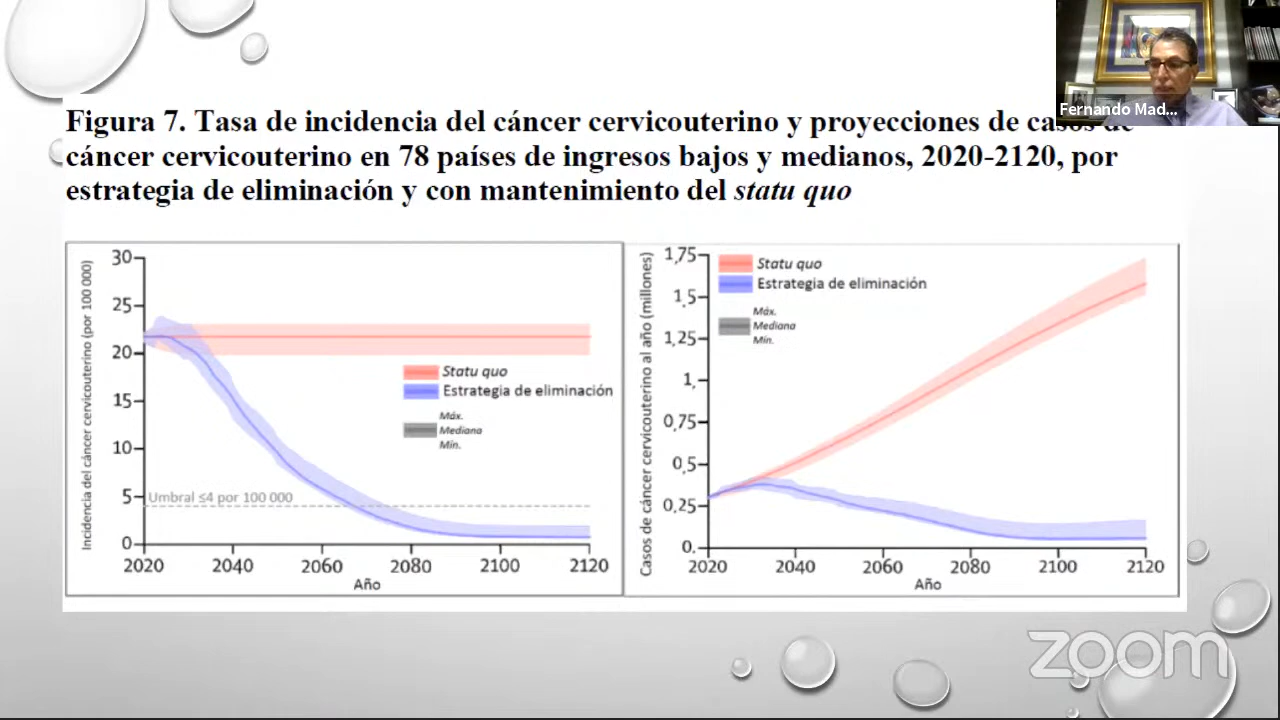 Fernando Mad...
Figura 7. Tasa de incidencia del cáncer cervicouterino y proyecciones de casos de
cáncer cervicouterino en 78 países de ingresos bajos y medianos, 2020-2120, por
estrategia de eliminación y con mantenimiento del statu quo
Incidencia del cáncer cervicouterino (por 100 000)
30
25
20
15
10
5
0
Statu quo
Estrategia de eliminación
Máx.
Mediana
Mín.
Umbral ≤4 por 100 000
2020 2040 2060 2080 2100 2120
Año
Casos de cáncer cervicouterino al año (millones)
1,75
1,5
1,25
1,
0,75
0,5
0,25
0,
Statu quo
Estrategia de eliminación
Máx.
Mediana
Mín.
2020 2040 2060 2080 2100 2120
Año
zoom